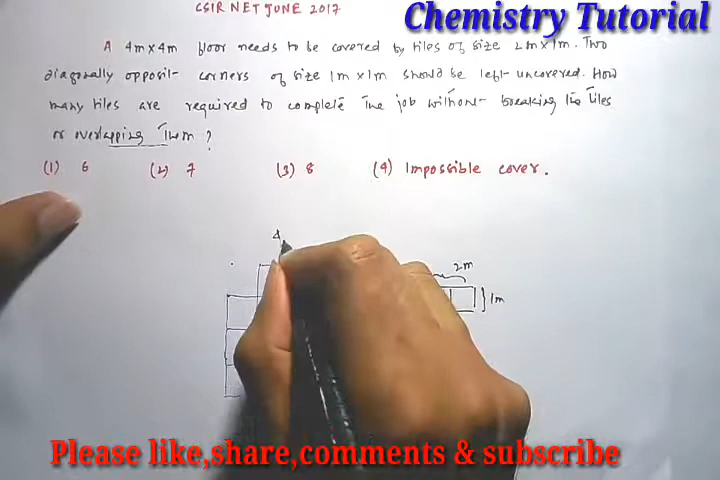 CSIR NET JUNE 2017
Chemistry Tutorial
A 4m x 4m floor needs to be covered by tiles of size 2m x 1m. Two
diagonally opposit corners of size 1m x 1m should be left uncovered. How
many tiles are required to complete the job without breaking the tiles
or overlapping them ?
(1) 6 (2) 7 (3) 8 (4) Impossible cover.
4
2m
1m
Please like,share,comments & subscribe